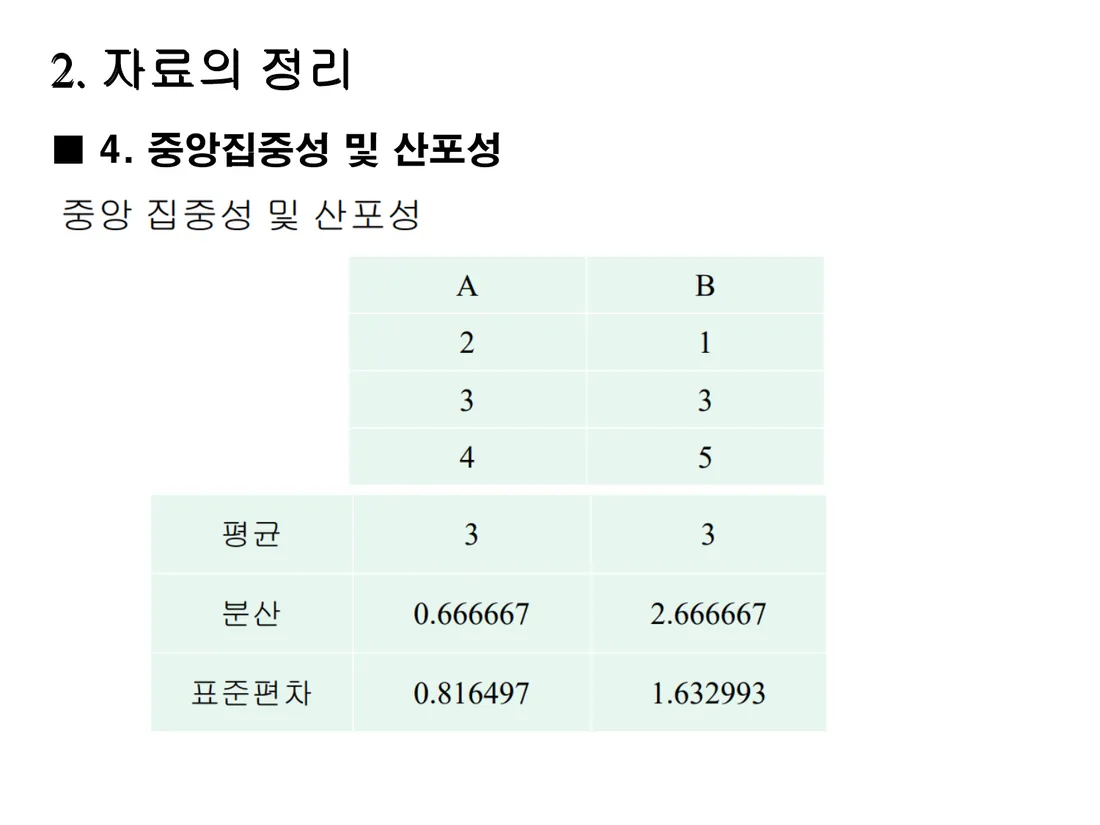 2. 자료의 정리
■ 4. 중앙집중성 및 산포성
중앙 집중성 및 산포성
A B
2 1
3 3
4 5
평균 3 3
분산 0.666667 2.666667
표준편차 0.816497 1.632993